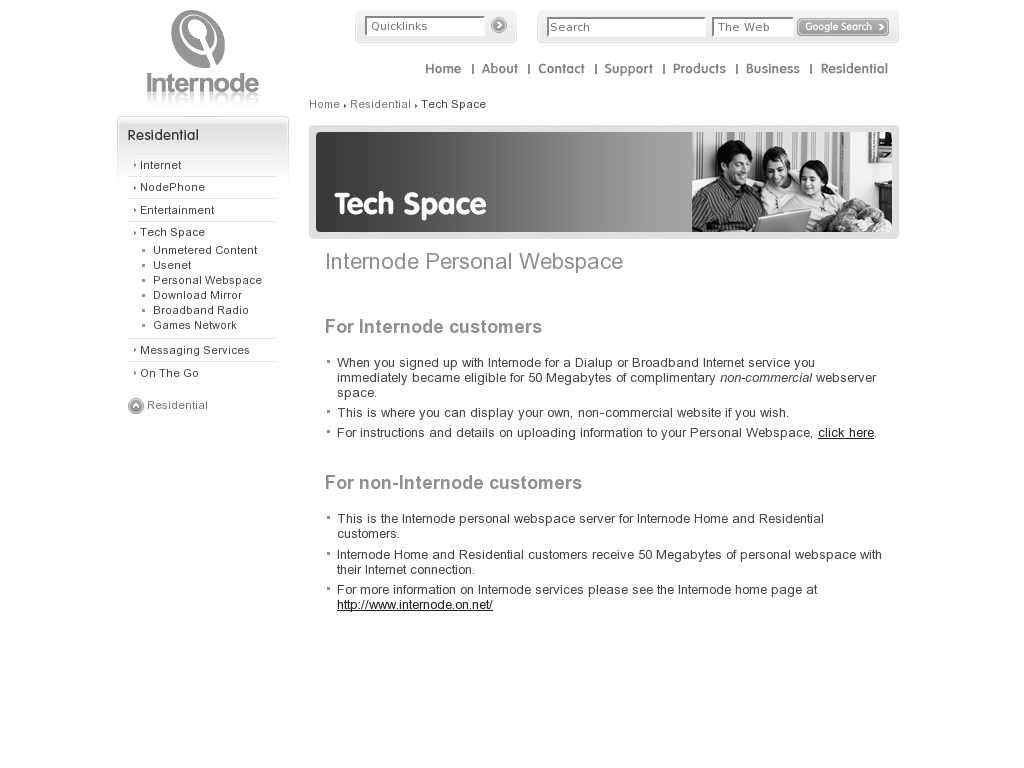 Internode
Quicklinks
Search
The Web
Google Search
Home
About
Contact
Support
Products
Business
Residential
Home › Residential › Tech Space
Residential
Internet
NodePhone
Entertainment
Tech Space
Unmetered Content
Usenet
Personal Webspace
Download Mirror
Broadband Radio
Games Network
Messaging Services
On The Go
Residential
Tech Space
Internode Personal Webspace
For Internode customers
When you signed up with Internode for a Dialup or Broadband Internet service you
immediately became eligible for 50 Megabytes of complimentary non-commercial webserver
space.
This is where you can display your own, non-commercial website if you wish.
For instructions and details on uploading information to your Personal Webspace, click here.
For non-Internode customers
This is the Internode personal webspace server for Internode Home and Residential
customers.
Internode Home and Residential customers receive 50 Megabytes of personal webspace with
their Internet connection.
For more information on Internode services please see the Internode home page at
http://www.internode.on.net/